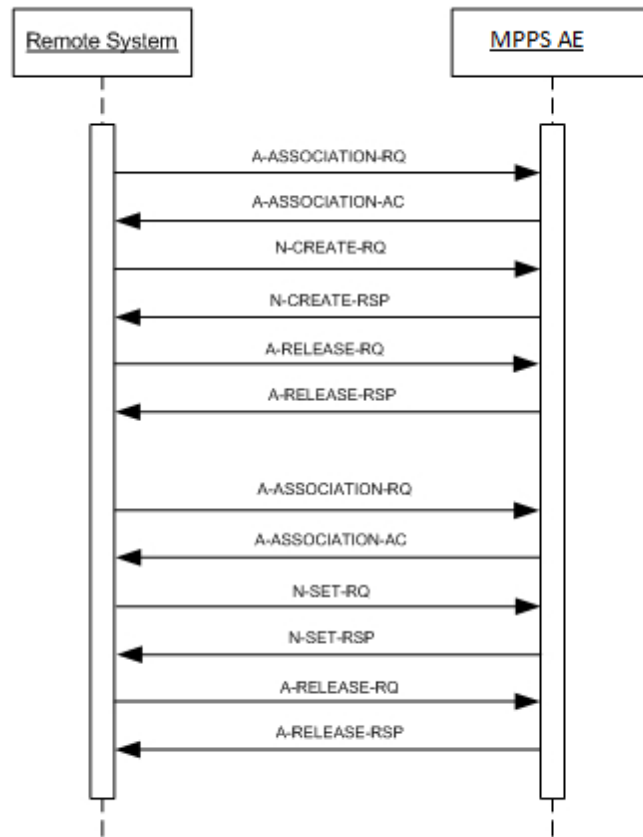 Remote System
MPPS AE
A-ASSOCIATION-RQ
A-ASSOCIATION-AC
N-CREATE-RQ
N-CREATE-RSP
A-RELEASE-RQ
A-RELEASE-RSP
A-ASSOCIATION-RQ
A-ASSOCIATION-AC
N-SET-RQ
N-SET-RSP
A-RELEASE-RQ
A-RELEASE-RSP